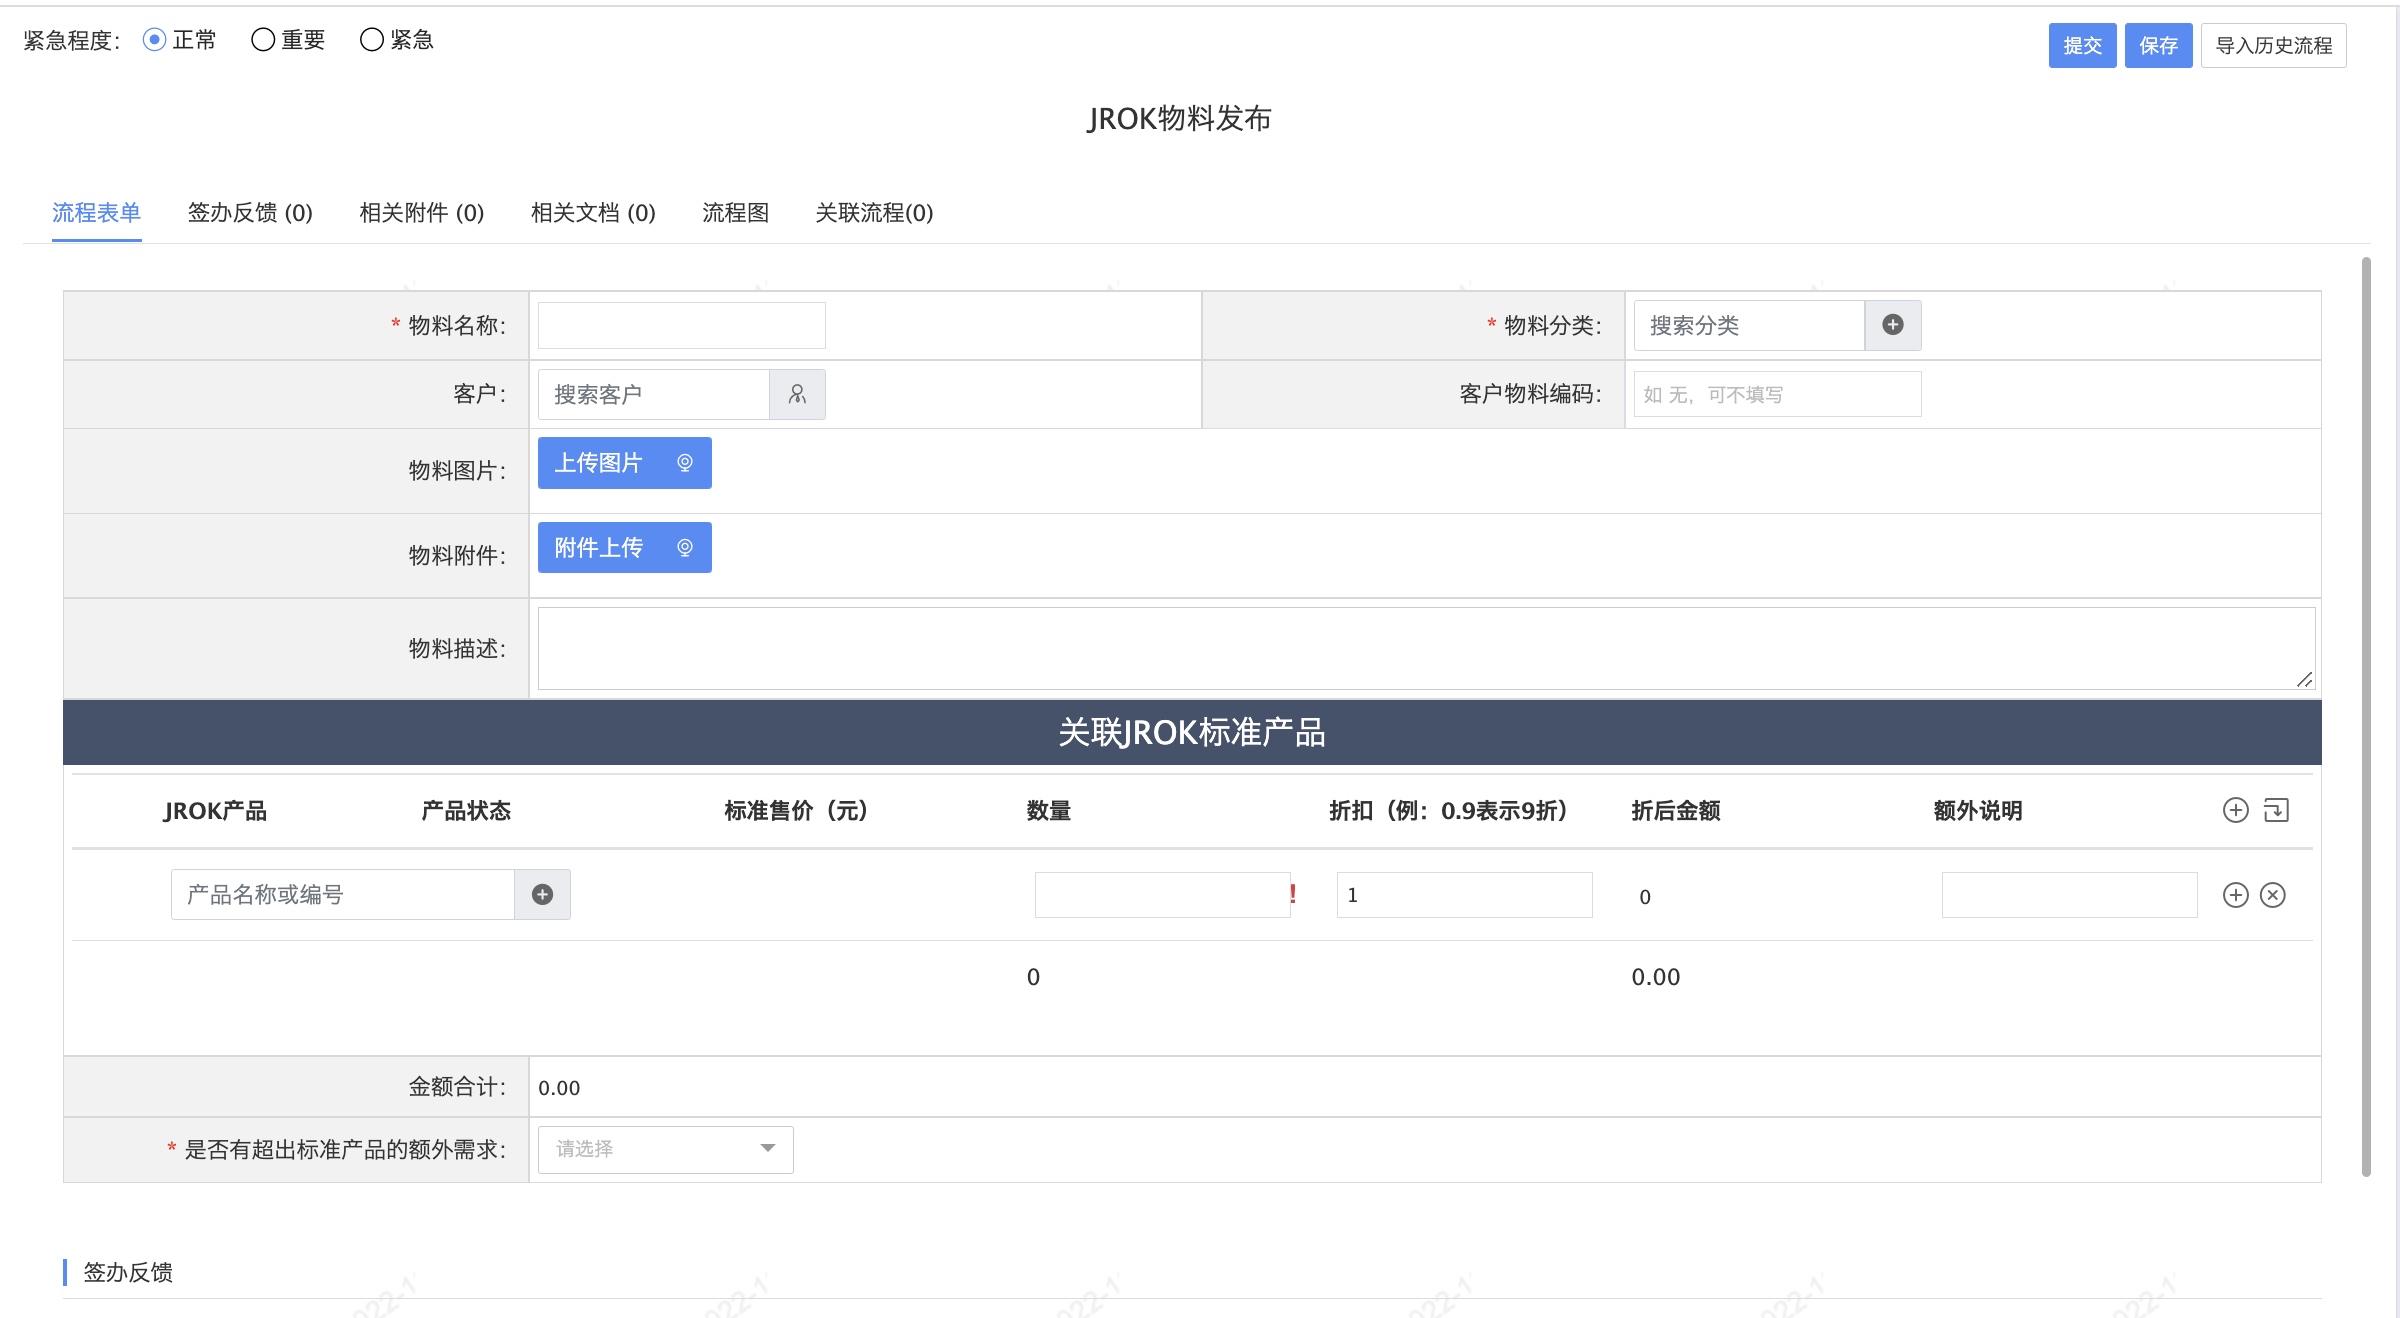 紧急程度： 正常 重要 紧急
提交 保存 导入历史流程
JROK物料发布
流程表单 签办反馈 (0) 相关附件 (0) 相关文档 (0) 流程图 关联流程(0)
* 物料名称： * 物料分类： 搜索分类
客户： 搜索客户 客户物料编码： 如 无，可不填写
物料图片： 上传图片
物料附件： 附件上传
物料描述：
关联JROK标准产品
JROK产品 产品状态 标准售价（元） 数量 折扣（例：0.9表示9折） 折后金额 额外说明
产品名称或编号 ! 1 0
0 0.00
金额合计： 0.00
* 是否有超出标准产品的额外需求： 请选择
签办反馈